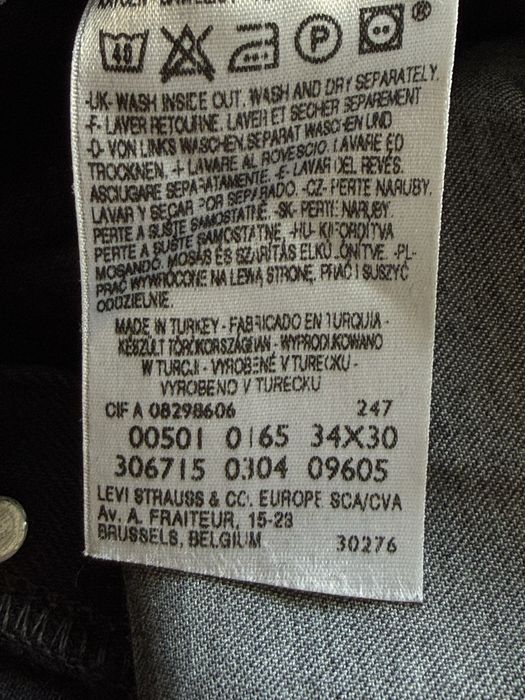 40 P ®
-UK- WASH INSIDE OUT. WASH AND DRY SEPARATELY.
-F- LAVER RETOURNE. LAVER ET SECHER SEPAREMENT
-D- VON LINKS WASCHEN. SEPARAT WASCHEN UND
TROCKNEN. -I- LAVARE AL ROVESCIO. LAVARE ED
ASCIUGARE SEPARATAMENTE. -E- LAVAR DEL REVÉS.
LAVAR Y SECAR POR SEPARADO. -CZ- PERTE NARUBY.
PERTE A SUŠTE SAMOSTATNĚ. -SK- PERTE NARUBY.
PERTE A SUŠTE SAMOSTATNE. -HU- KIFORDÍTVA
MOSANDÓ. MOSÁS ÉS SZÁRÍTÁS ELKÜLÖNÍTVE. -PL-
PRAĆ WYWRÓCONE NA LEWĄ STRONĘ. PRAĆ I SUSZYĆ
ODDZIELNIE.
MADE IN TURKEY - FABRICADO EN TURQUIA -
KÉSZÜLT TÖRÖKORSZÁGBAN - WYPRODUKOWANO
W TURCJI - VYROBENÉ V TURECKU -
VYROBENO V TURECKU
CIF A 08298606 247
00501 0165 34X30
306715 0304 09605
LEVI STRAUSS & CO. EUROPE SCA/CVA
Av. A. FRAITEUR, 15-23
BRUSSELS, BELGIUM 30276